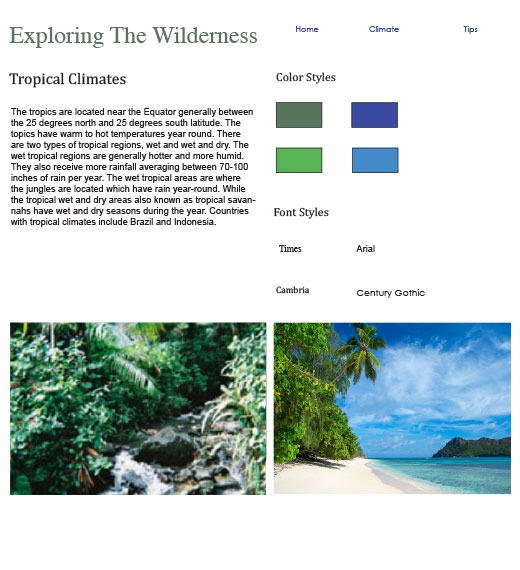 Exploring The Wilderness
Home
Climate
Tips
Tropical Climates
The tropics are located near the Equator generally between
the 25 degrees north and 25 degrees south latitude. The
topics have warm to hot temperatures year round. There
are two types of tropical regions, wet and wet and dry. The
wet tropical regions are generally hotter and more humid.
They also receive more rainfall averaging between 70-100
inches of rain per year. The wet tropical areas are where
the jungles are located which have rain year-round. While
the tropical wet and dry areas also known as tropical savan-
nahs have wet and dry seasons during the year. Countries
with tropical climates include Brazil and Indonesia.
Color Styles
Font Styles
Times
Arial
Cambria
Century Gothic